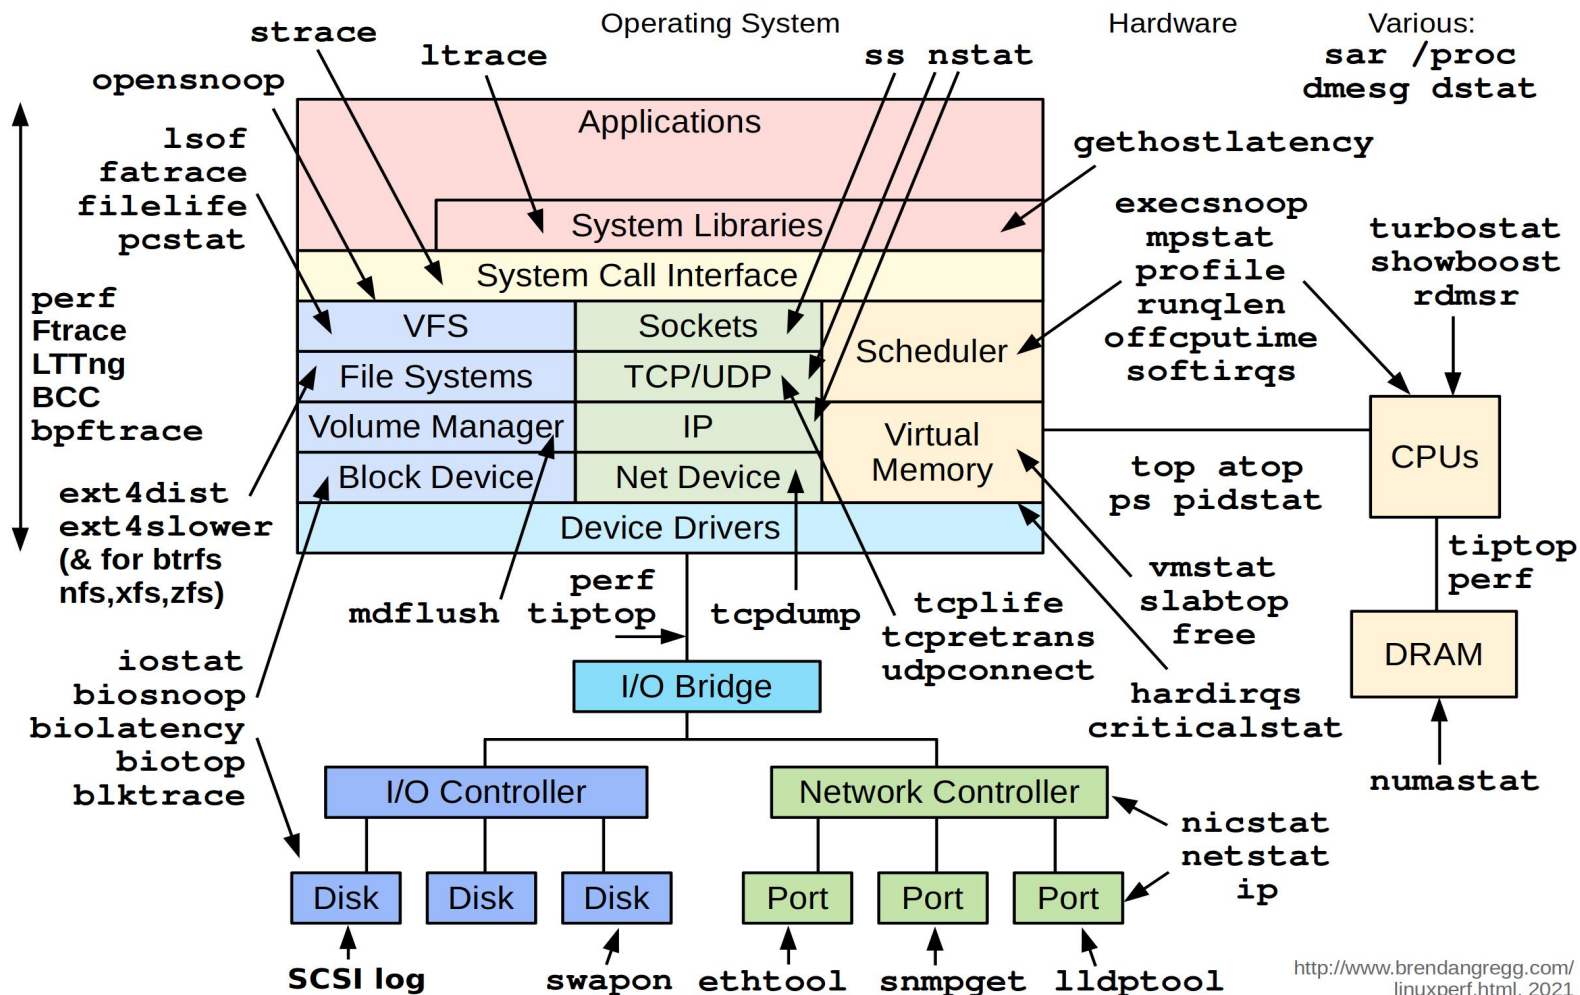 Operating System
Hardware
Various:
strace
ltrace
ss nstat
sar /proc
dmesg dstat
opensnoop
lsof
fatrace
filelife
pcstat
perf
Ftrace
LTTng
BCC
bpftrace
ext4dist
ext4slower
(& for btrfs
nfs,xfs,zfs)
iostat
biosnoop
biolatency
biotop
blktrace
Applications
System Libraries
System Call Interface
VFS
Sockets
Scheduler
File Systems
TCP/UDP
Volume Manager
IP
Virtual
Memory
Block Device
Net Device
Device Drivers
gethostlatency
execsnoop
mpstat
profile
runqlen
offcputime
softirqs
turbostat
showboost
rdmsr
CPUs
top atop
ps pidstat
tiptop
perf
DRAM
numastat
vmstat
slabtop
free
hardirqs
criticalstat
mdflush
perf
tiptop
tcpdump
tcplife
tcpretrans
udpconnect
I/O Bridge
I/O Controller
Network Controller
nicstat
netstat
ip
Disk
Disk
Disk
Port
Port
Port
SCSI log
swapon
ethtool
snmpget
lldptool
http://www.brendangregg.com/
linuxperf.html, 2021